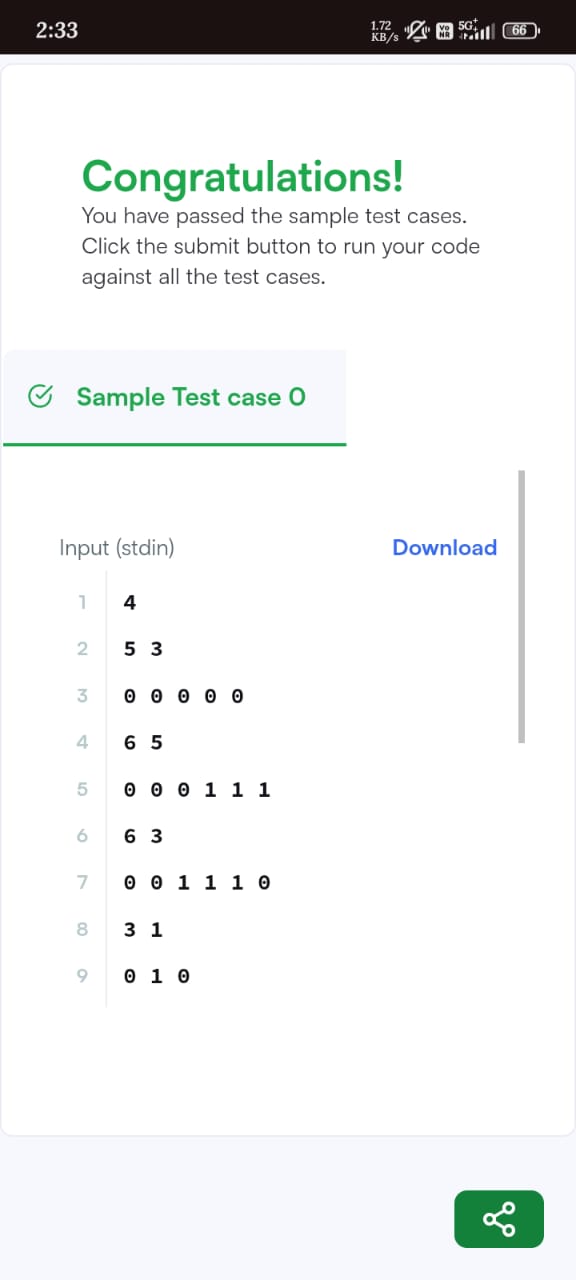 2:33
1.72 KB/s VoNR 5G+ 66
Congratulations!
You have passed the sample test cases.
Click the submit button to run your code
against all the test cases.
Sample Test case 0
Input (stdin) Download
1 4
2 5 3
3 0 0 0 0 0
4 6 5
5 0 0 0 1 1 1
6 6 3
7 0 0 1 1 1 0
8 3 1
9 0 1 0